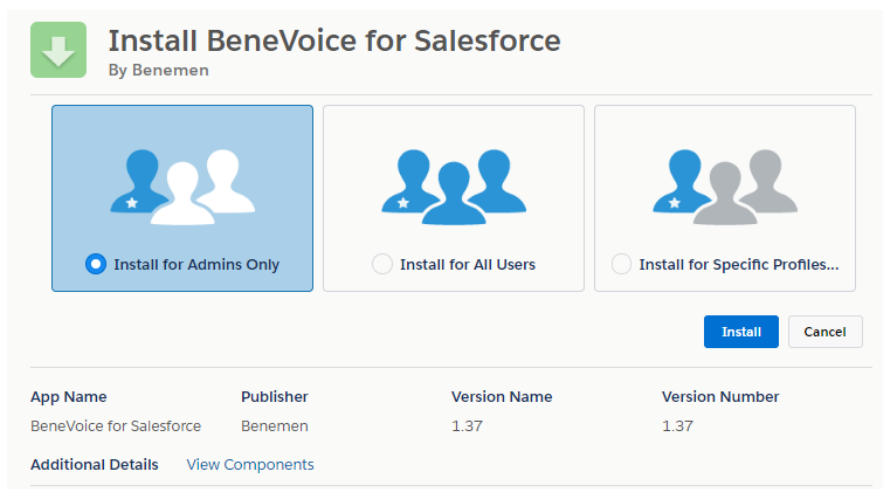 Install BeneVoice for Salesforce
By Benemen
Install for Admins Only
Install for All Users
Install for Specific Profiles...
Install
Cancel
App Name
Publisher
Version Name
Version Number
BeneVoice for Salesforce
Benemen
1.37
1.37
Additional Details
View Components